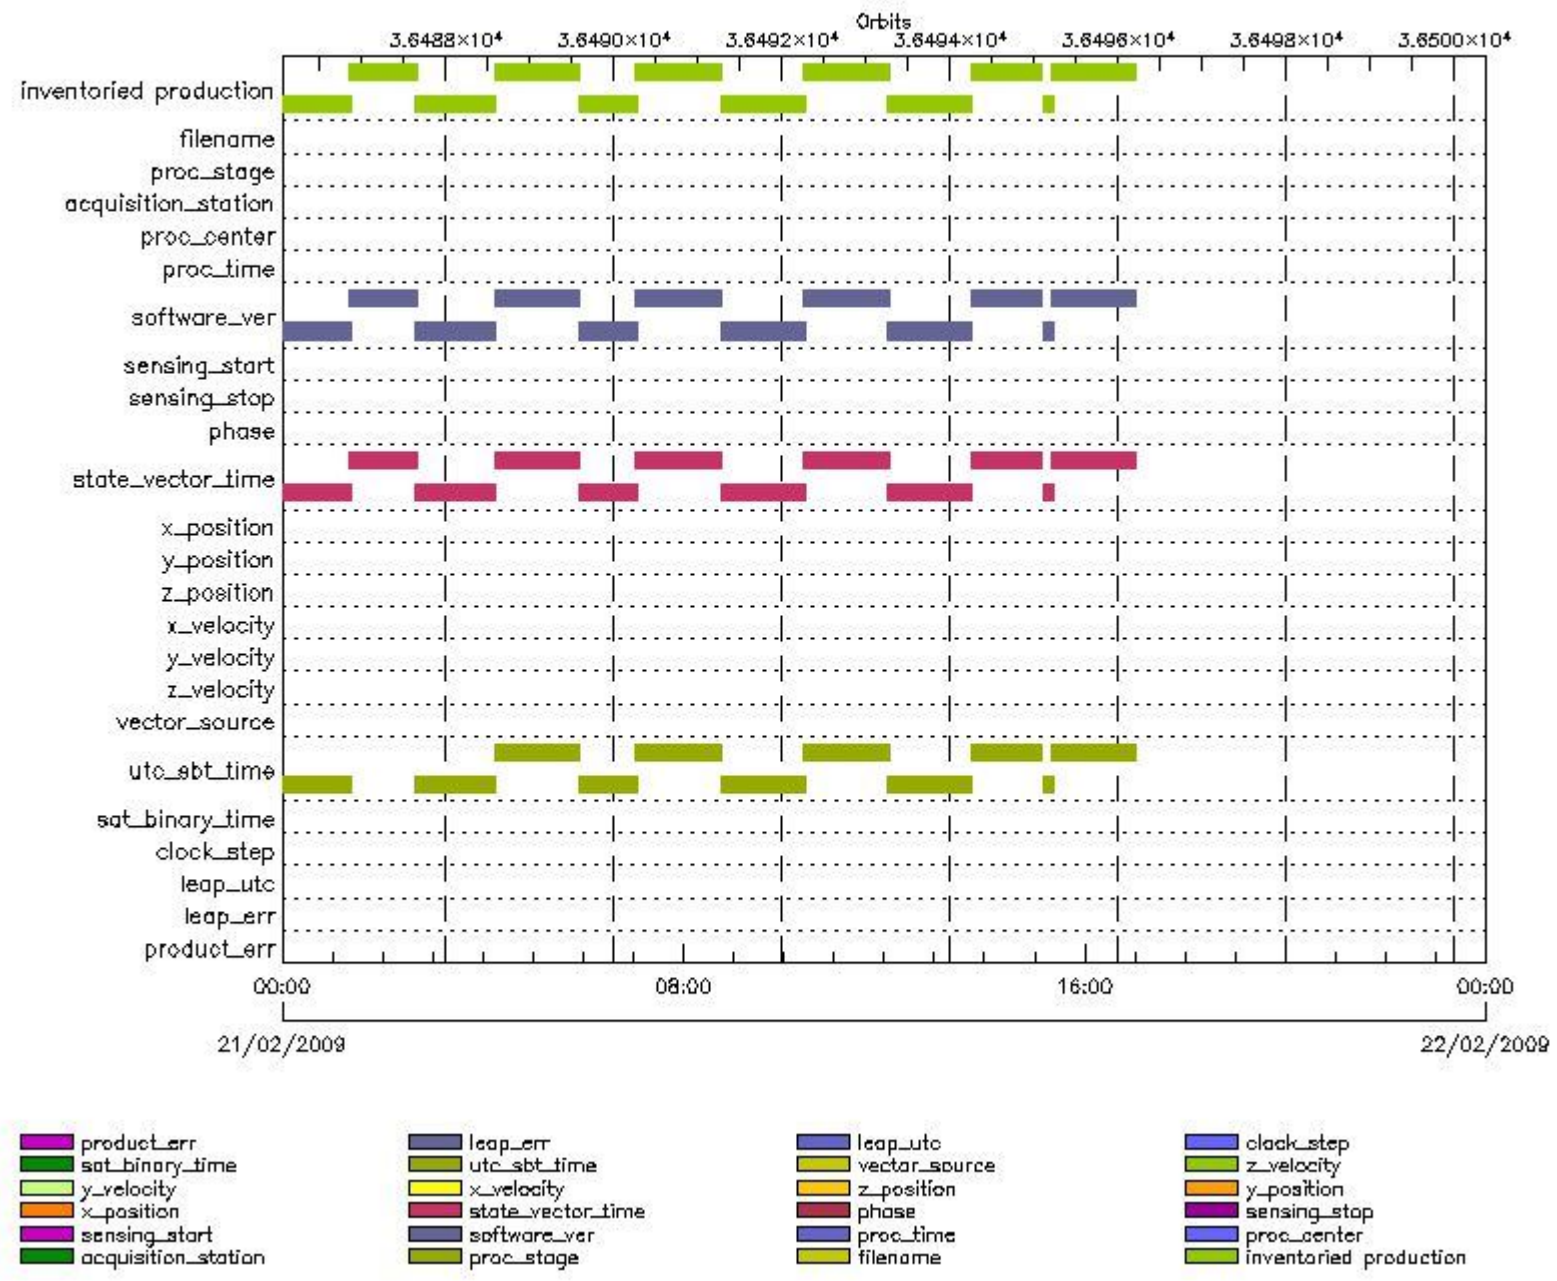 Orbits
3.6488×10⁴ 3.6490×10⁴ 3.6492×10⁴ 3.6494×10⁴ 3.6496×10⁴ 3.6498×10⁴ 3.6500×10⁴
inventoried production
filename
proc_stage
acquisition_station
proc_center
proc_time
software_ver
sensing_start
sensing_stop
phase
state_vector_time
x_position
y_position
z_position
x_velocity
y_velocity
z_velocity
vector_source
utc_sbt_time
sat_binary_time
clock_step
leap_utc
leap_err
product_err
00:00 08:00 16:00 00:00
21/02/2009 22/02/2009
product_err leap_err leap_utc clock_step
sat_binary_time utc_sbt_time vector_source z_velocity
y_velocity x_velocity z_position y_position
x_position state_vector_time phase sensing_stop
sensing_start software_ver proc_time proc_center
acquisition_station proc_stage filename inventoried production